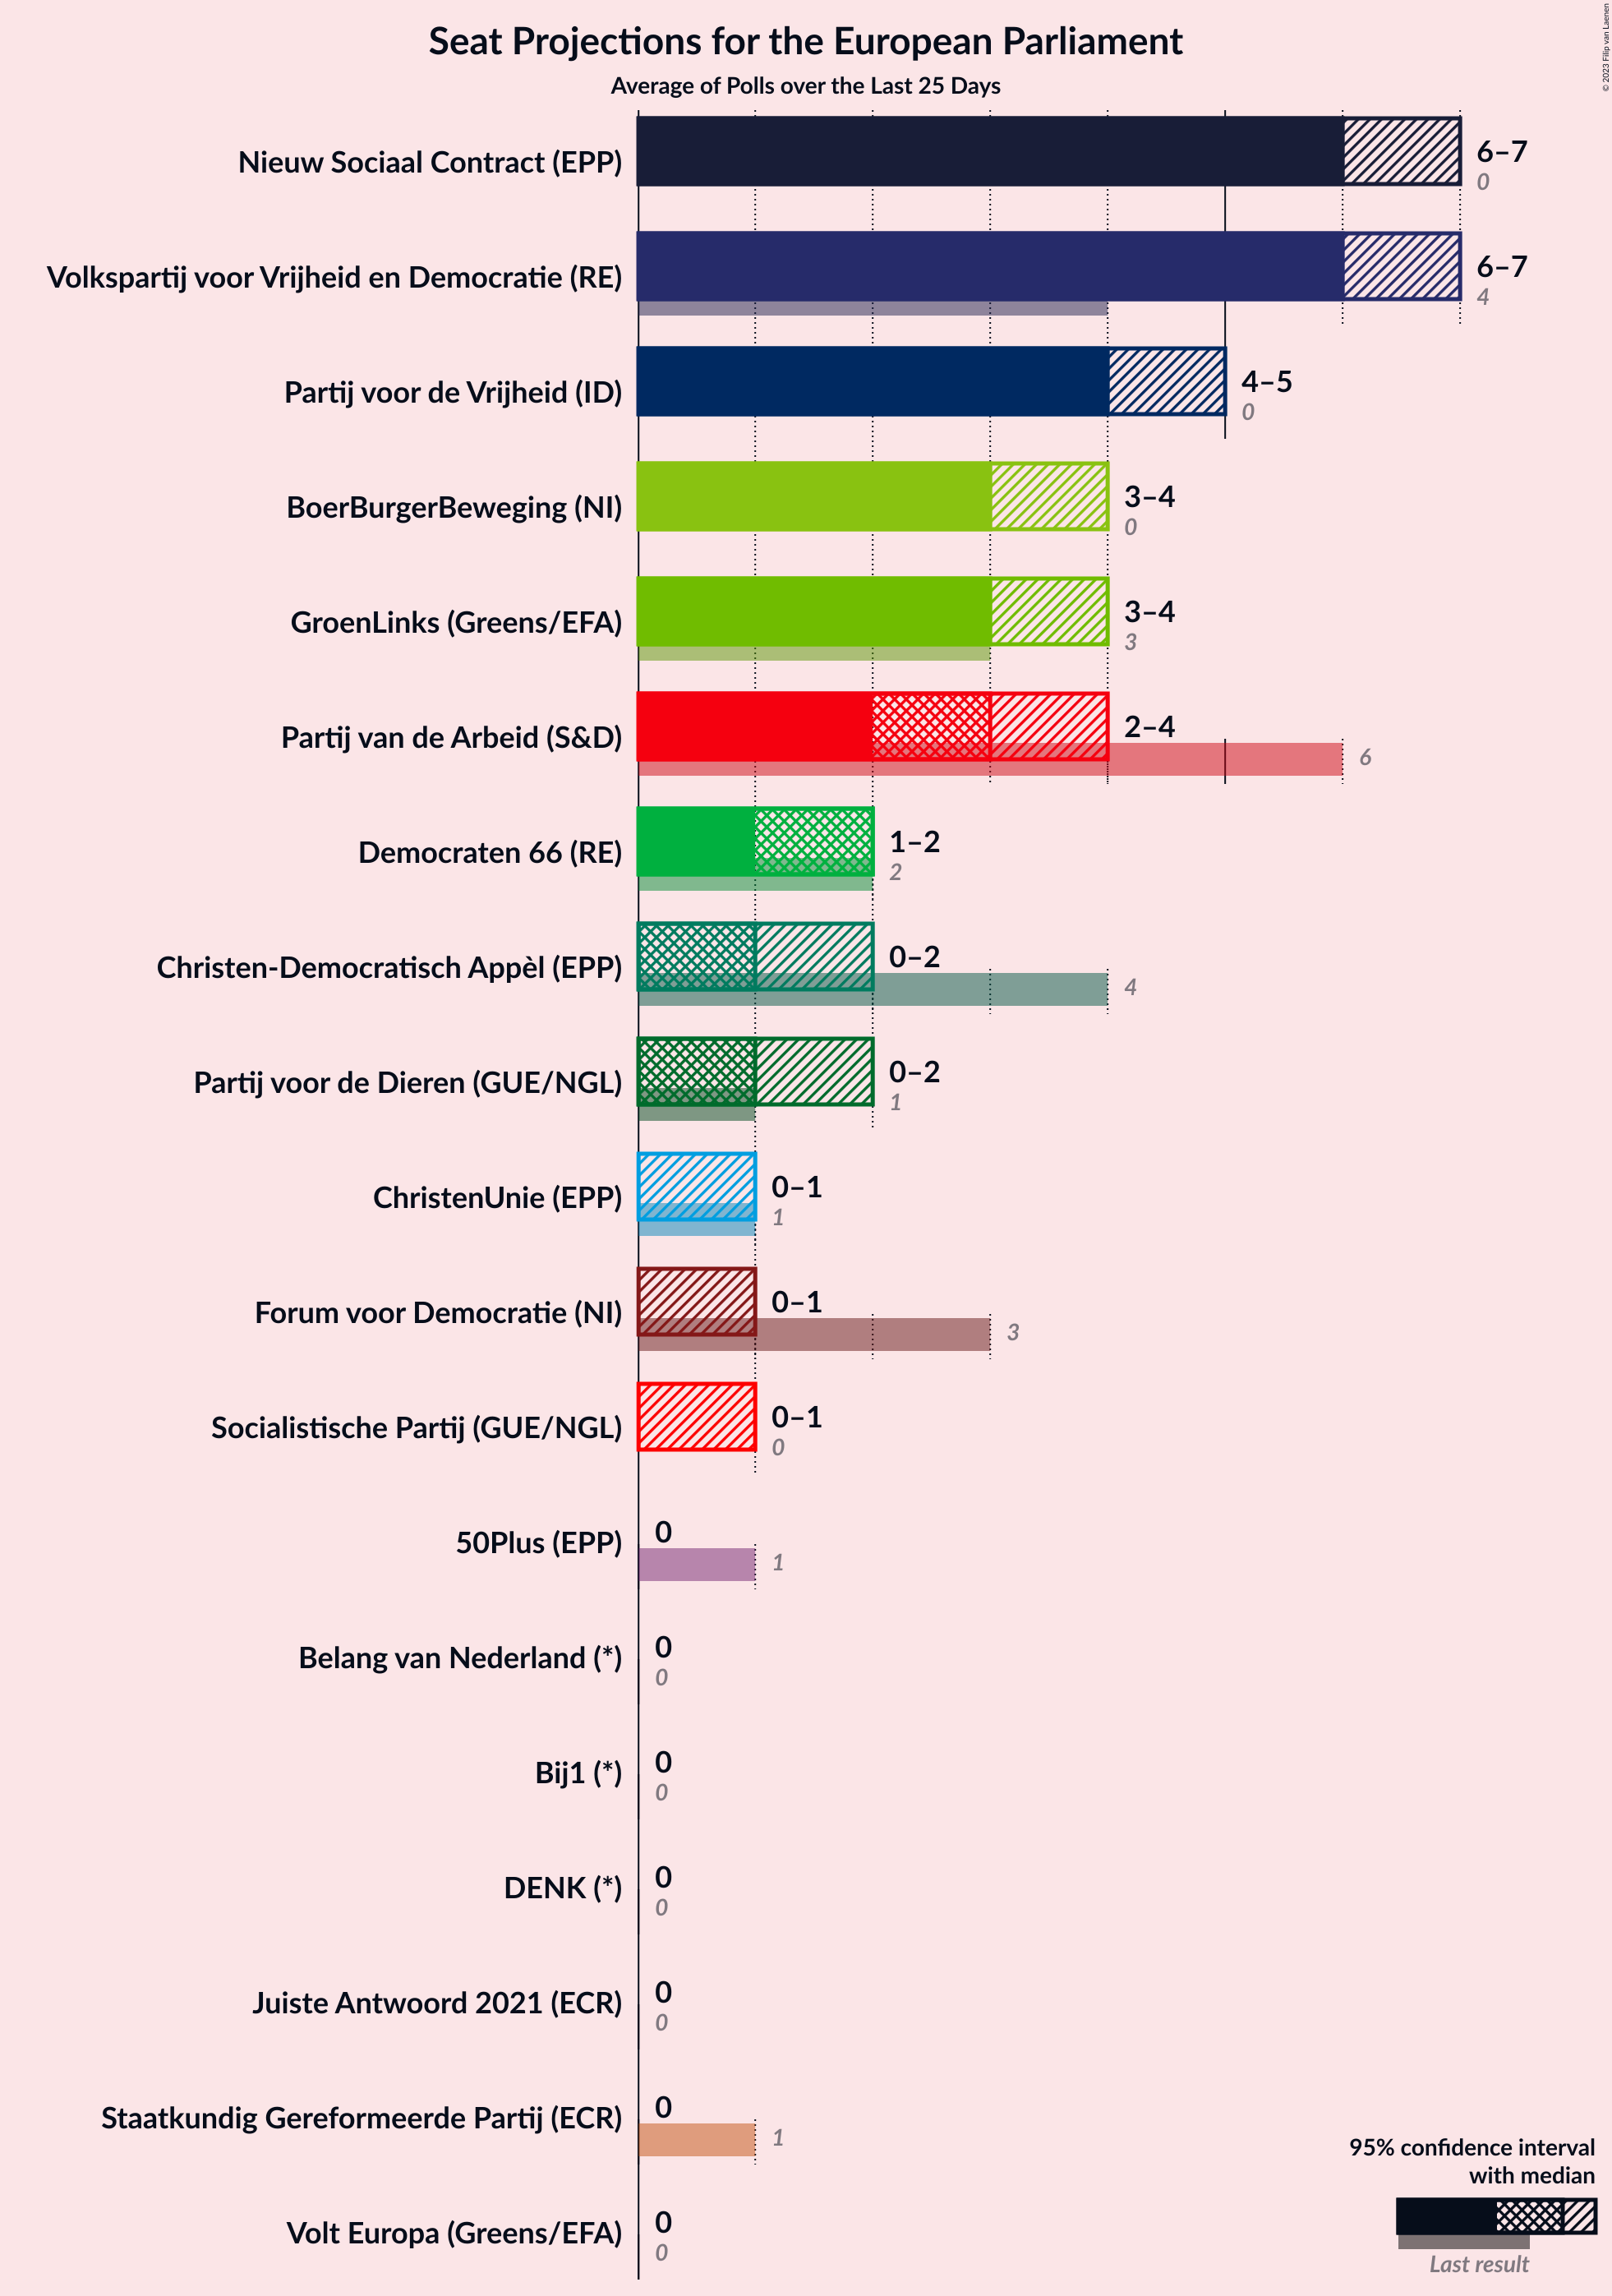 Seat Projections for the European Parliament
Average of Polls over the Last 25 Days
© 2023 Filip van Laenen
Nieuw Sociaal Contract (EPP)
6–7
0
Volkspartij voor Vrijheid en Democratie (RE)
6–7
4
Partij voor de Vrijheid (ID)
4–5
0
BoerBurgerBeweging (NI)
3–4
0
GroenLinks (Greens/EFA)
3–4
3
Partij van de Arbeid (S&D)
2–4
6
Democraten 66 (RE)
1–2
2
Christen-Democratisch Appèl (EPP)
0–2
4
Partij voor de Dieren (GUE/NGL)
0–2
1
ChristenUnie (EPP)
0–1
1
Forum voor Democratie (NI)
0–1
3
Socialistische Partij (GUE/NGL)
0–1
0
50Plus (EPP)
0
1
Belang van Nederland (*)
0
0
Bij1 (*)
0
0
DENK (*)
0
0
Juiste Antwoord 2021 (ECR)
0
0
Staatkundig Gereformeerde Partij (ECR)
0
1
Volt Europa (Greens/EFA)
0
0
95% confidence interval
with median
Last result